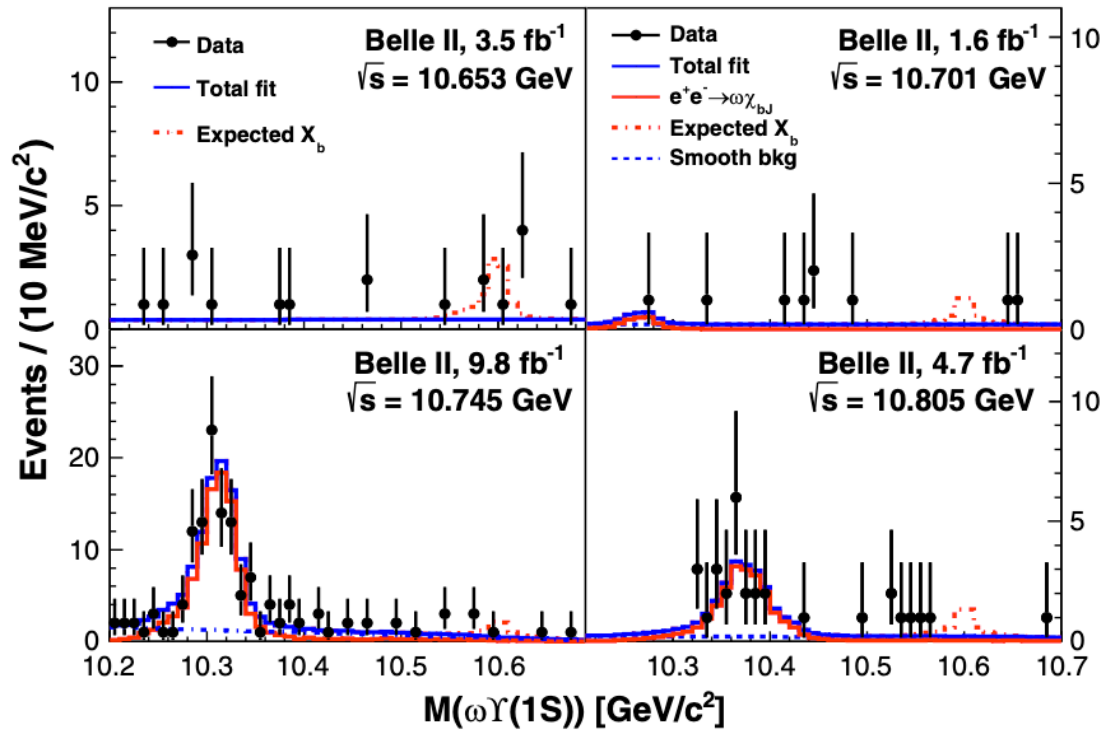 Data
Total fit
Expected X_b
Belle II, 3.5 fb⁻¹
√s = 10.653 GeV
Data
Total fit
e⁺e⁻→ωχ_bJ
Expected X_b
Smooth bkg
Belle II, 1.6 fb⁻¹
√s = 10.701 GeV
10
5
0
10
5
0
Belle II, 9.8 fb⁻¹
√s = 10.745 GeV
Belle II, 4.7 fb⁻¹
√s = 10.805 GeV
30
20
10
0
10
5
0
10.2 10.3 10.4 10.5 10.6 10.3 10.4 10.5 10.6 10.7
Events / (10 MeV/c²)
M(ωϒ(1S)) [GeV/c²]